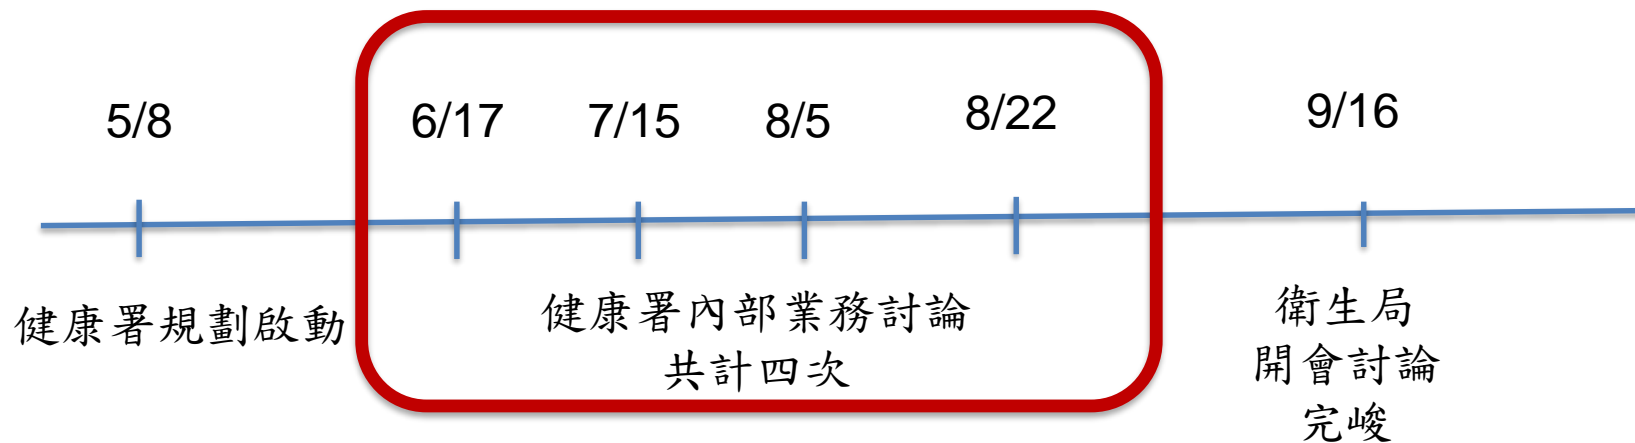 5/8
6/17
7/15
8/5
8/22
9/16
健康署規劃啟動
健康署內部業務討論
共計四次
衛生局
開會討論
完峻